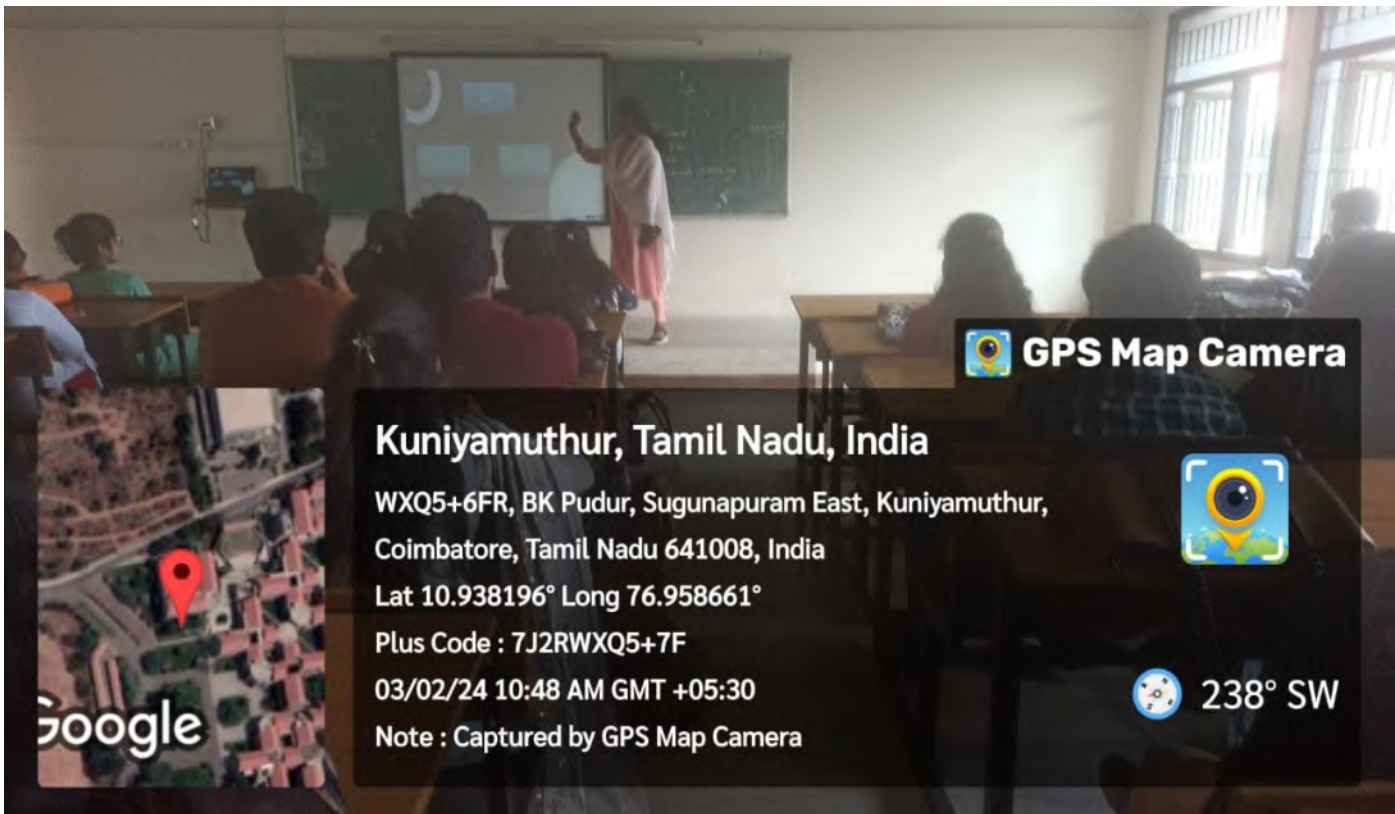 GPS Map Camera
Kuniyamuthur, Tamil Nadu, India
WXQ5+6FR, BK Pudur, Sugunapuram East, Kuniyamuthur,
Coimbatore, Tamil Nadu 641008, India
Lat 10.938196° Long 76.958661°
Plus Code : 7J2RWXQ5+7F
03/02/24 10:48 AM GMT +05:30
Note : Captured by GPS Map Camera
238° SW
Google